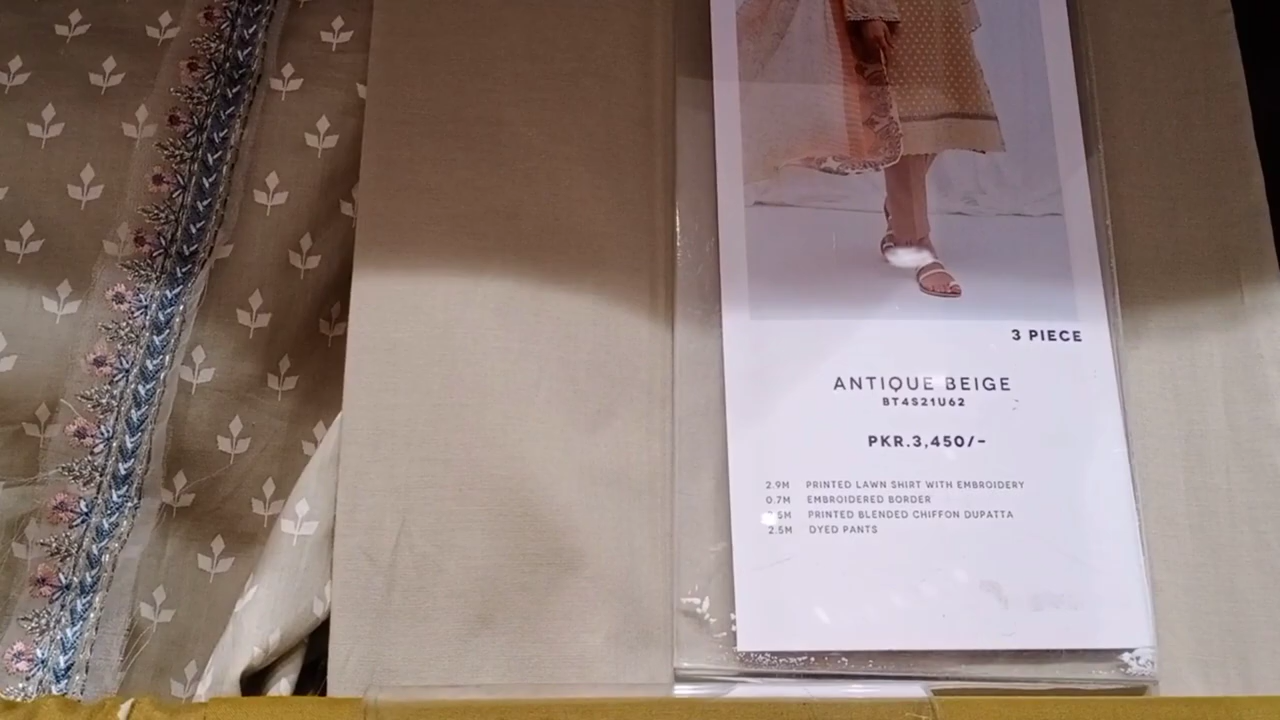 3 PIECE
ANTIQUE BEIGE
BT4S21U62
PKR.3,450/-
2.9M PRINTED LAWN SHIRT WITH EMBROIDERY
0.7M EMBROIDERED BORDER
PRINTED BLENDED CHIFFON DUPATTA
2.5M DYED PANTS